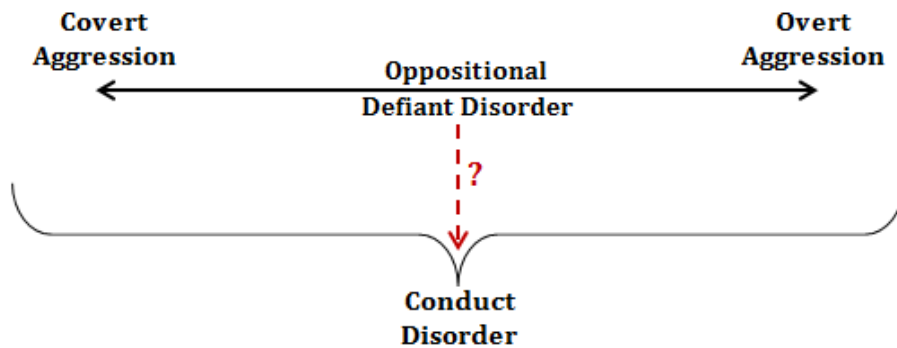 Covert
Aggression
Overt
Aggression
Oppositional
Defiant Disorder
?
Conduct
Disorder